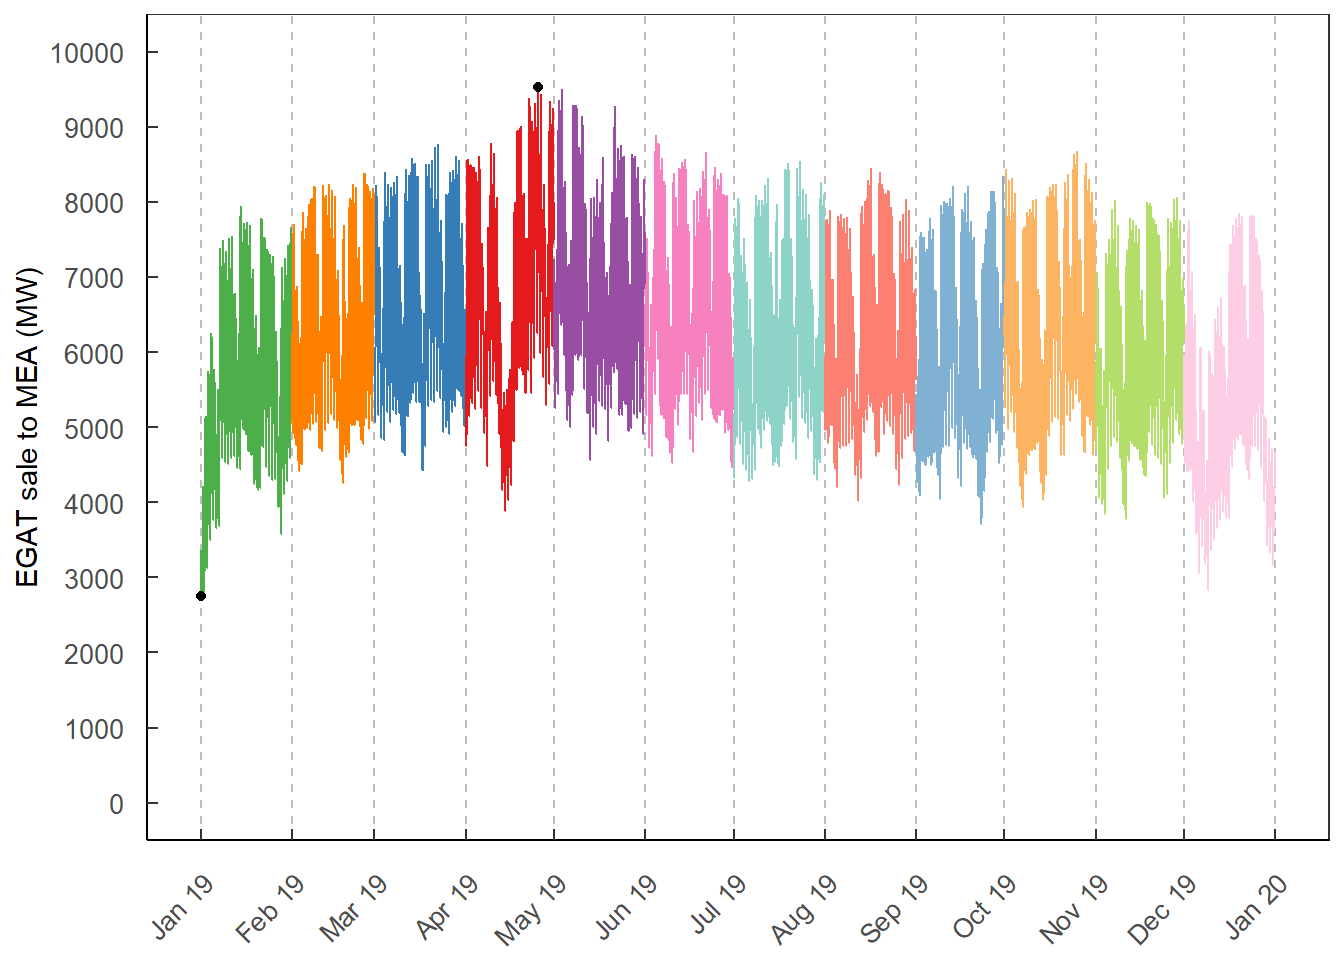 EGAT sale to MEA (MW)
10000
9000
8000
7000
6000
5000
4000
3000
2000
1000
0
Jan 19
Feb 19
Mar 19
Apr 19
May 19
Jun 19
Jul 19
Aug 19
Sep 19
Oct 19
Nov 19
Dec 19
Jan 20